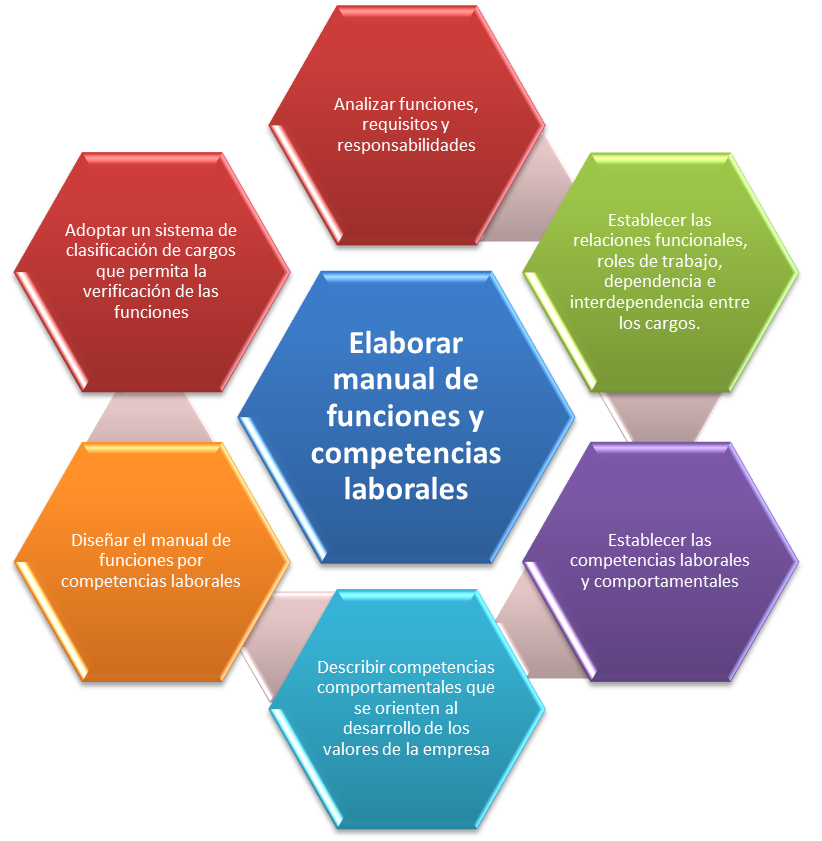 Analizar funciones,
requisitos y
responsabilidades
Establecer las
relaciones funcionales,
roles de trabajo,
dependencia e
interdependencia entre
los cargos.
Establecer las
competencias laborales
y comportamentales
Describir competencias
comportamentales que
se orienten al
desarrollo de los
valores de la empresa
Diseñar el manual de
funciones por
competencias laborales
Adoptar un sistema de
clasificación de cargos
que permita la
verificación de las
funciones
Elaborar
manual de
funciones y
competencias
laborales